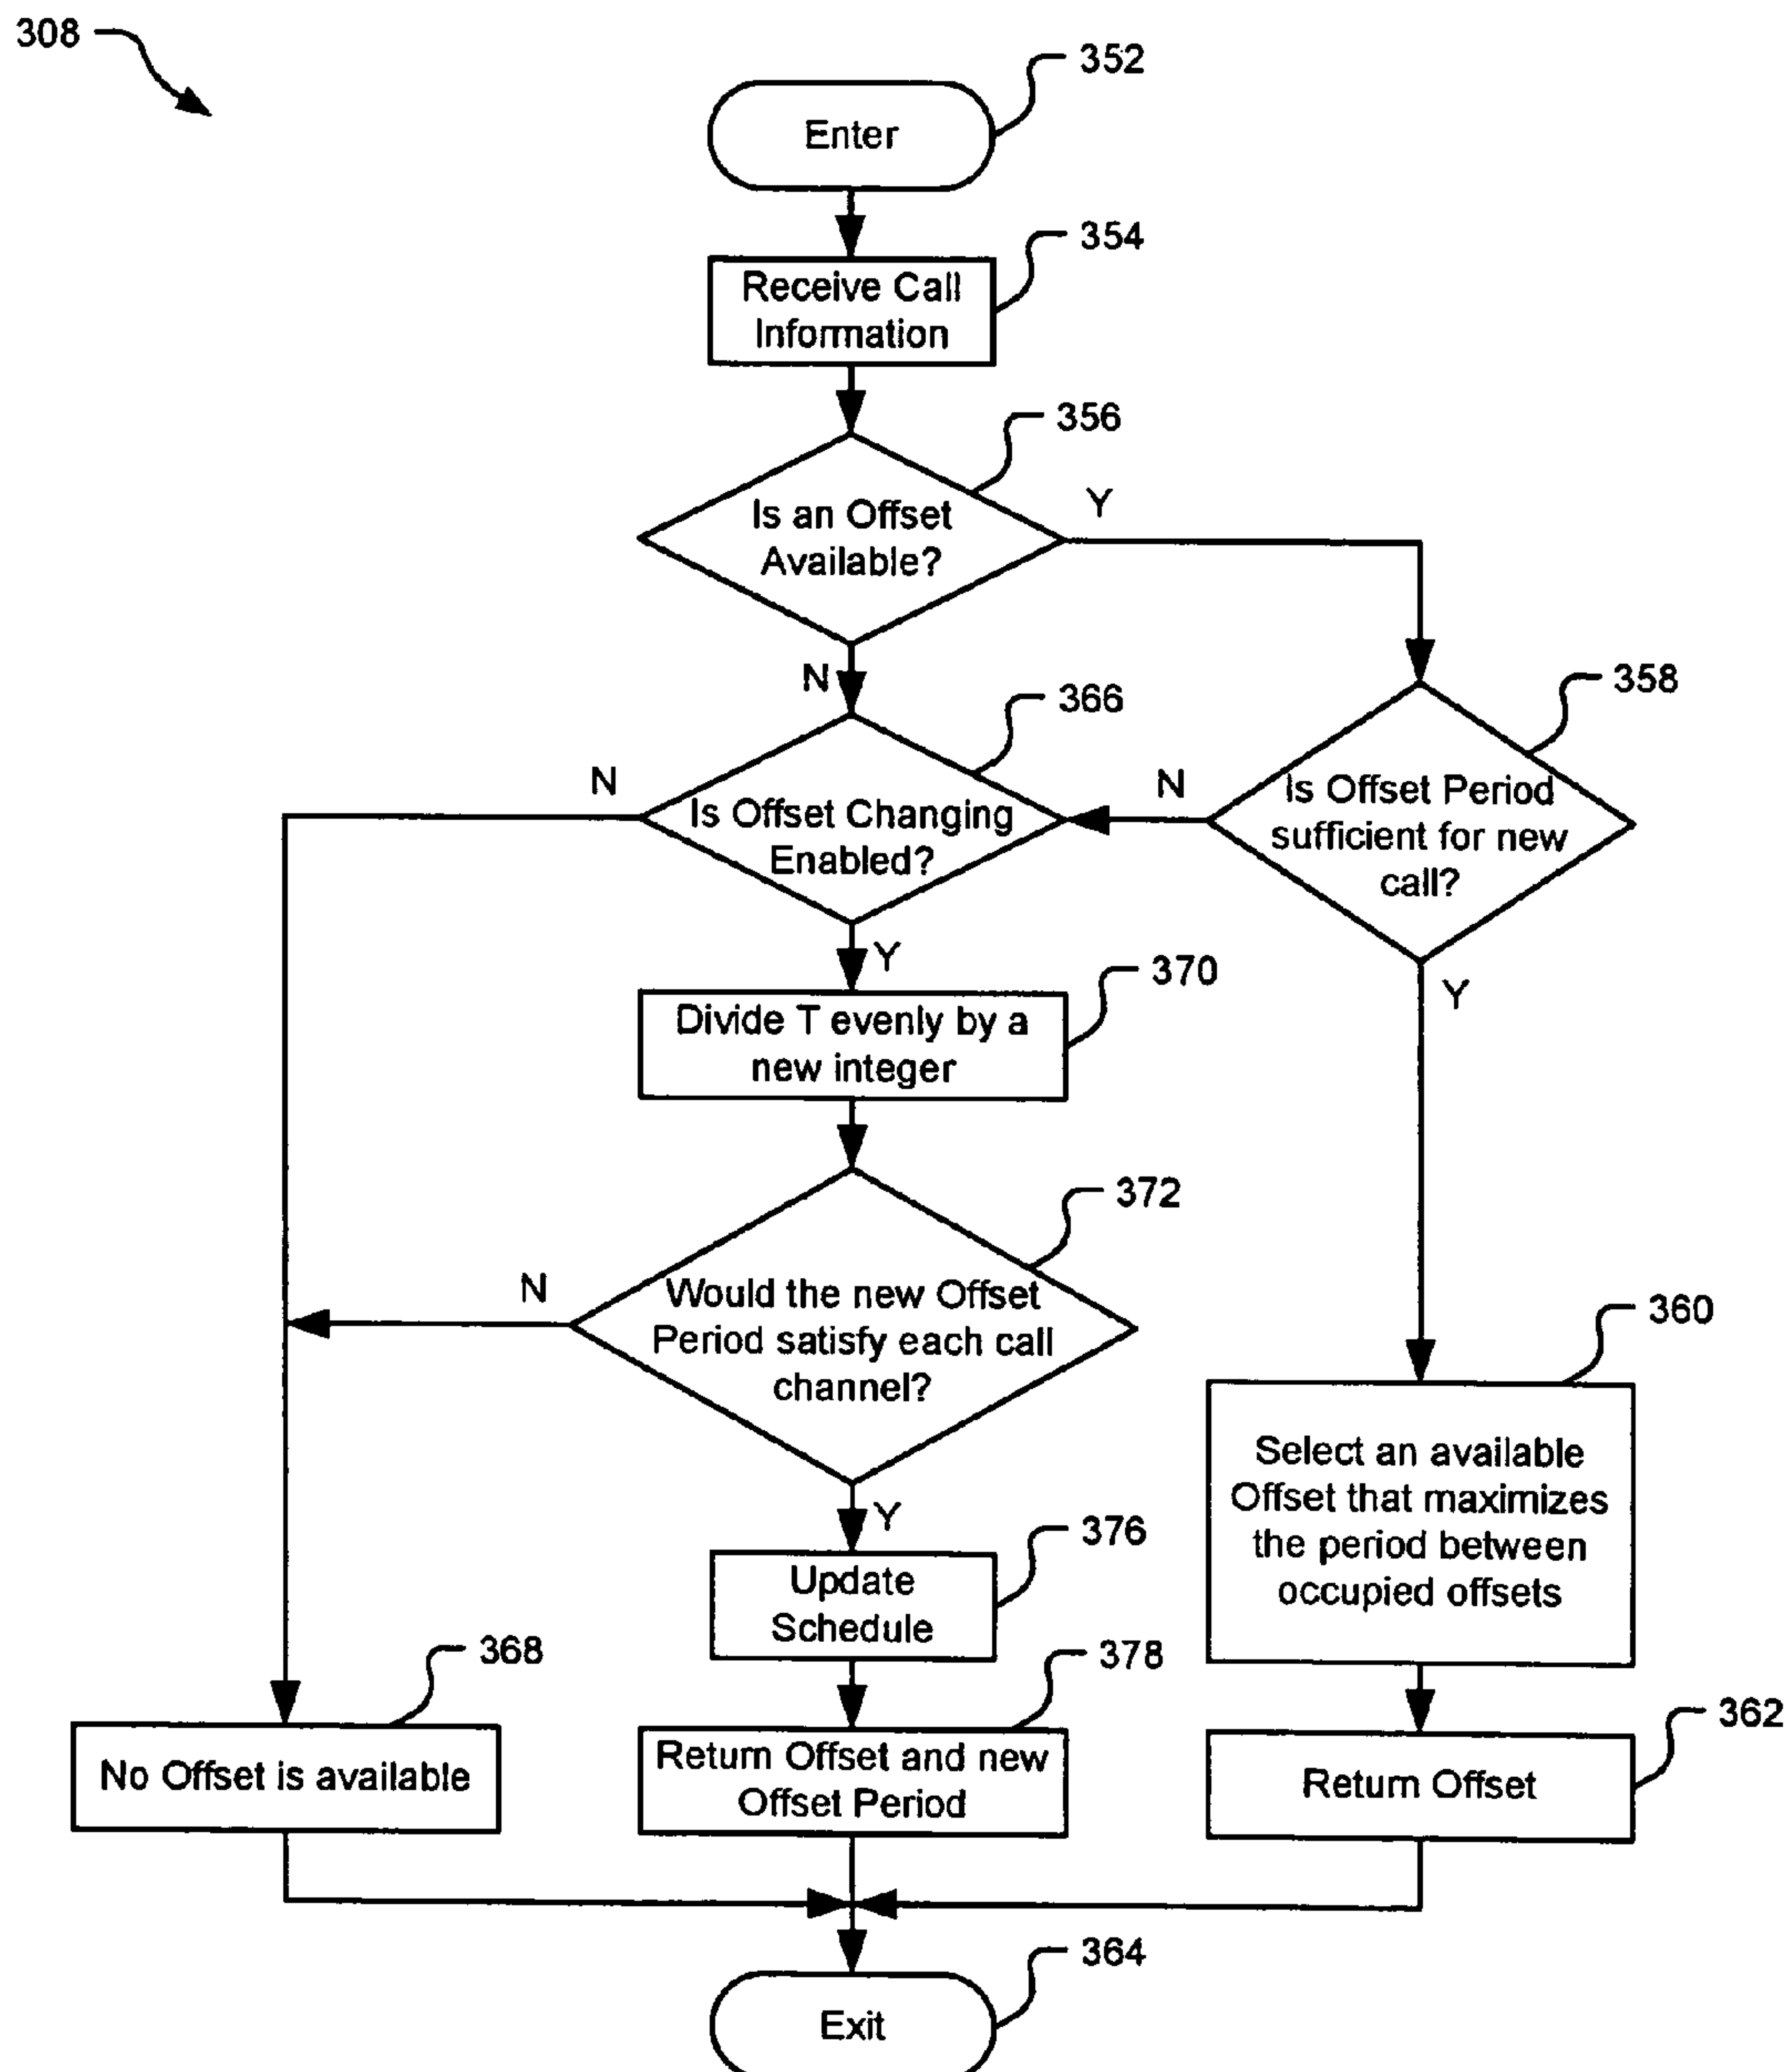 308
352
Enter
354
Receive Call
Information
356
Is an Offset
Available?
Y
N
366
358
N
Is Offset Changing
Enabled?
N
Is Offset Period
sufficient for new
call?
Y
Y
370
Divide T evenly by a
new integer
372
N
Would the new Offset
Period satisfy each call
channel?
360
Select an available
Offset that maximizes
the period between
occupied offsets
Y
376
Update
Schedule
368
No Offset is available
378
Return Offset and new
Offset Period
362
Return Offset
364
Exit